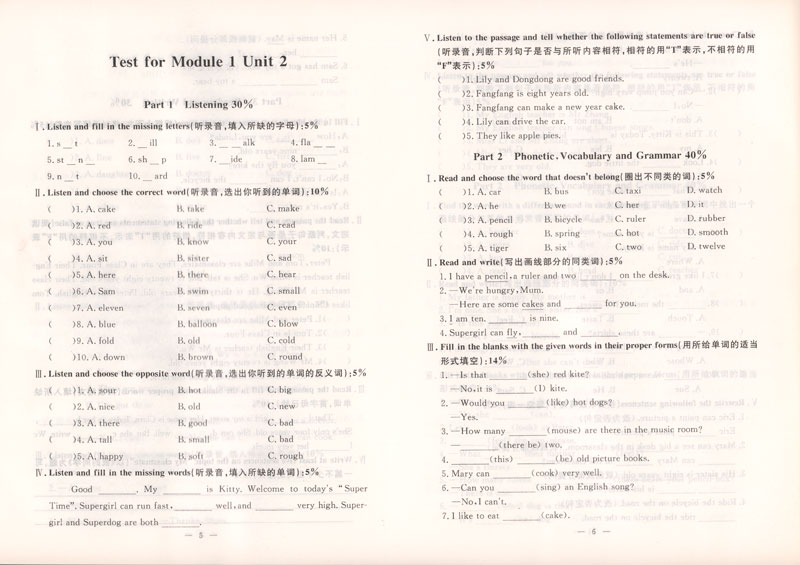 Test for Module 1 Unit 2
Part 1 Listening 30%
Ⅰ. Listen and fill in the missing letters(听录音,填入所缺的字母):5%
1. s __ t 2. __ ill 3. __ __ alk 4. fla __ __
5. st __ n __ 6. sh __ p 7. __ ide 8. lam __
9. n __ t 10. __ ard
Ⅱ. Listen and choose the correct word(听录音,选出你听到的单词):10%
( )1. A. cake B. take C. make
( )2. A. red B. ride C. read
( )3. A. you B. know C. your
( )4. A. sit B. sister C. sad
( )5. A. here B. there C. hear
( )6. A. Sam B. swim C. small
( )7. A. eleven B. seven C. even
( )8. A. blue B. balloon C. blow
( )9. A. fold B. old C. cold
( )10. A. down B. brown C. round
Ⅲ. Listen and choose the opposite word(听录音,选出你听到的单词的反义词):5%
( )1. A. sour B. hot C. big
( )2. A. nice B. old C. new
( )3. A. there B. good C. bad
( )4. A. tall B. small C. bad
( )5. A. happy B. soft C. rough
Ⅳ. Listen and fill in the missing words(听录音,填入所缺的单词):5%
Good ______. My ______ is Kitty. Welcome to today's "Super
Time". Supergirl can run fast, ______ well, and ______ very high. Super-
girl and Superdog are both ______.
— 5 —
Ⅴ. Listen to the passage and tell whether the following statements are true or false
(听录音,判断下列句子是否与所听内容相符,相符的用"T"表示,不相符的用
"F"表示):5%
( )1. Lily and Dongdong are good friends.
( )2. Fangfang is eight years old.
( )3. Fangfang can make a new year cake.
( )4. Lily can drive the car.
( )5. They like apple pies.
Part 2 Phonetic, Vocabulary and Grammar 40%
Ⅰ. Read and choose the word that doesn't belong(圈出不同类的词):5%
( )1. A. car B. bus C. taxi D. watch
( )2. A. he B. we C. her D. it
( )3. A. pencil B. bicycle C. ruler D. rubber
( )4. A. rough B. spring C. hot D. smooth
( )5. A. tiger B. six C. two D. twelve
Ⅱ. Read and write(写出画线部分的同类词):5%
1. I have a pencil, a ruler and two ______ on the desk.
2. —We're hungry, Mum.
—Here are some cakes and ______ for you.
3. I am ten. ______ is nine.
4. Supergirl can fly, ______ and ______.
Ⅲ. Fill in the blanks with the given words in their proper forms(用所给单词的适当
形式填空):14%
1. —Is that ______ (she) red kite?
—No, it is ______ (I) kite.
2. —Would you ______ (like) hot dogs?
—Yes.
3. —How many ______ (mouse) are there in the music room?
— ______ (there be) two.
4. ______ (this) ______ (be) old picture books.
5. Mary can ______ (cook) very well.
6. —Can you ______ (sing) an English song?
—No, I can't.
7. I like to eat ______ (cake).
— 6 —